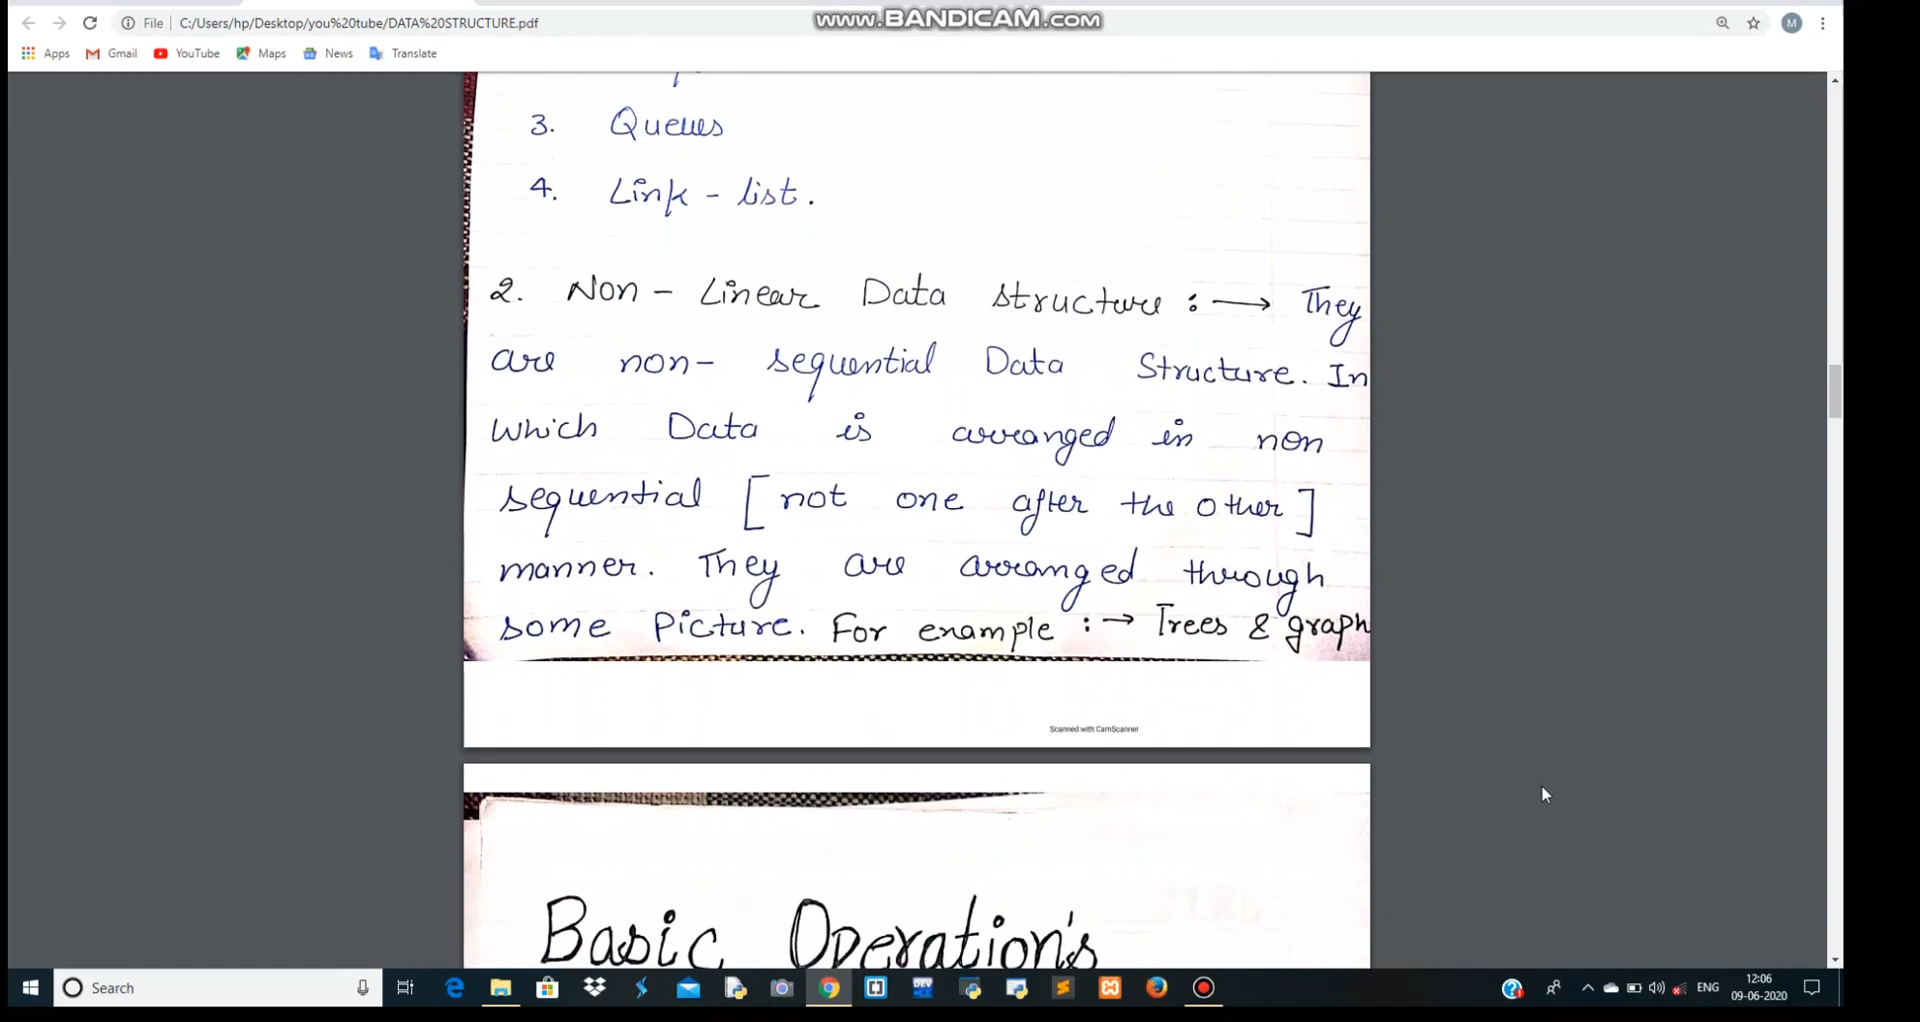 File
C:/Users/hp/Desktop/you%20tube/DATA%20STRUCTURE.pdf
www.BANDICAM.com
M
Apps
Gmail
YouTube
Maps
News
Translate
3. Queues
4. Link - list.
2. Non - Linear Data Structure :→ They
are non- sequential Data Structure. In
which Data is arranged in non
sequential [not one after the other]
manner. They are arranged through
some Picture. For example :→ Trees & graph
Scanned with CamScanner
Basic Operation's
Search
DEV
ENG
12:06
09-06-2020